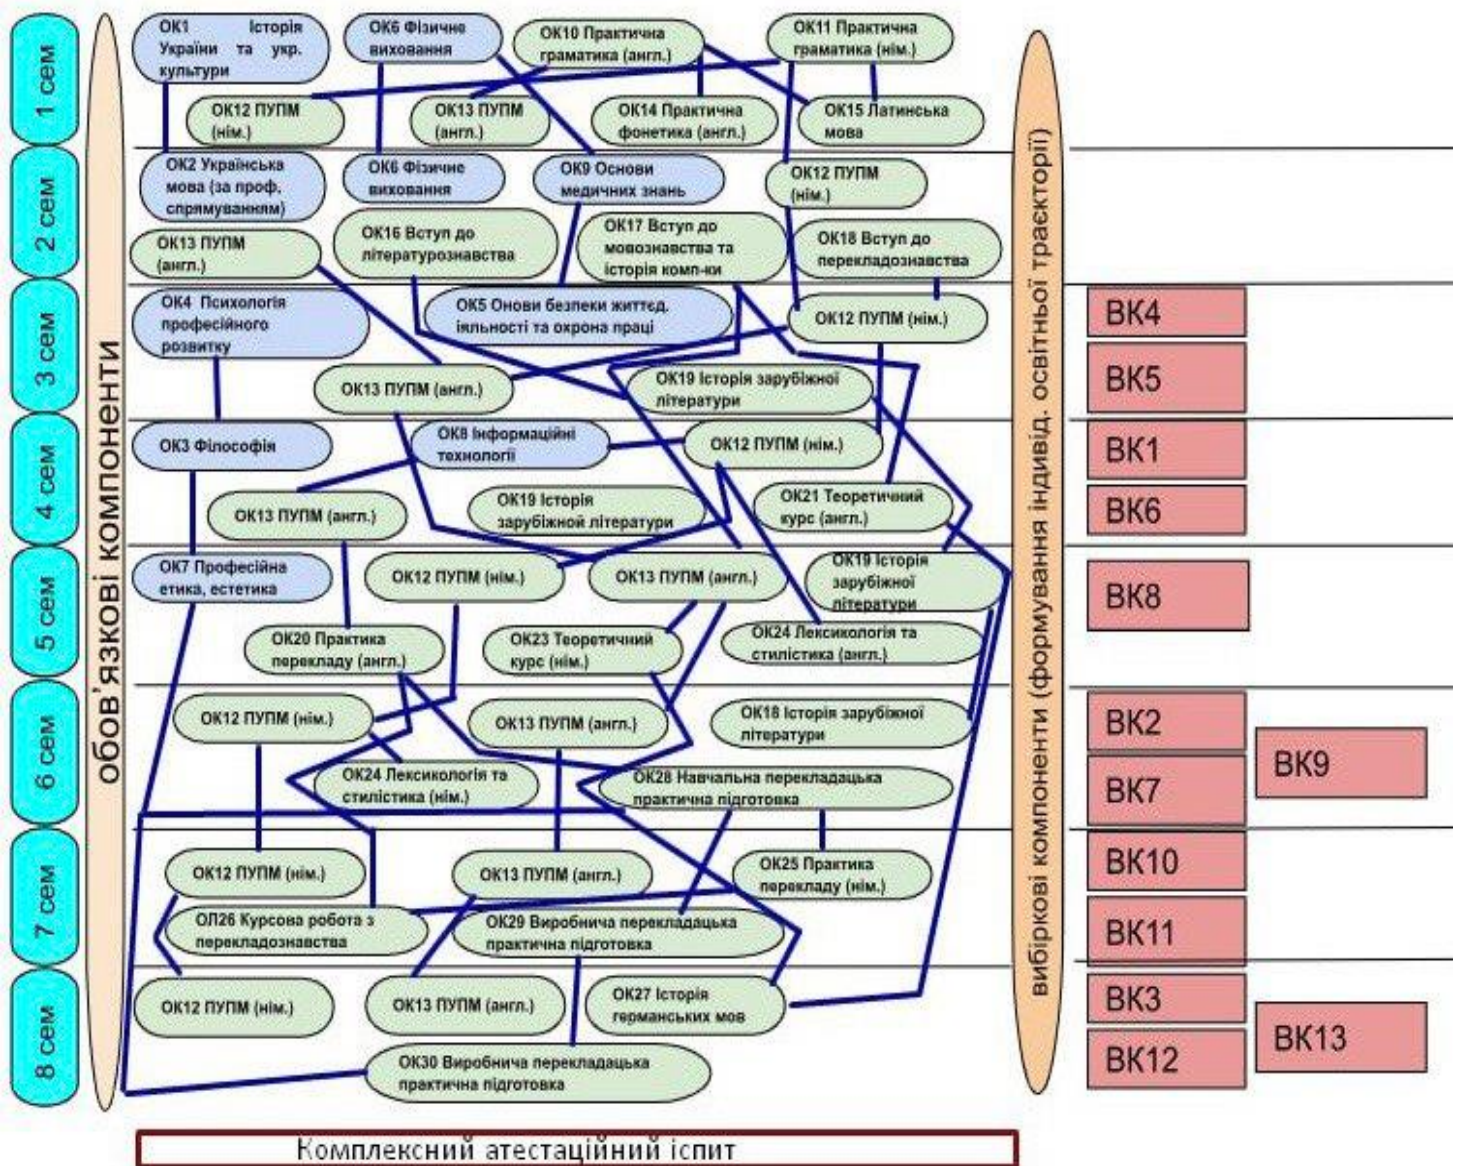 1 сем
ОК1 Історія
України та укр.
культури
ОК6 Фізичне
виховання
ОК10 Практична
граматика (англ.)
ОК11 Практична
граматика (нім.)
ОК12 ПУПМ
(нім.)
ОК13 ПУПМ
(англ.)
ОК14 Практична
фонетика (англ.)
ОК15 Латинська
мова
2 сем
ОК2 Українська
мова (за проф.
спрямуванням)
ОК6 Фізичне
виховання
ОК9 Основи
медичних знань
ОК12 ПУПМ
(нім.)
ОК13 ПУПМ
(англ.)
ОК16 Вступ до
літературознавства
ОК17 Вступ до
мовознавства та
історія комп-ки
ОК18 Вступ до
перекладознавства
3 сем
ОК4 Психологія
професійного
розвитку
ОК5 Онови безпеки життєд.
іяльності та охрона праці
ОК12 ПУПМ (нім.)
ОК13 ПУПМ (англ.)
ОК19 Історія зарубіжної
літератури
ВК4
ВК5
4 сем
ОК3 Філософія
ОК8 Інформаційні
технології
ОК12 ПУПМ (нім.)
ОК13 ПУПМ (англ.)
ОК19 Історія
зарубіжной літератури
ОК21 Теоретичний
курс (англ.)
ВК1
ВК6
5 сем
ОК7 Професійна
етика, естетика
ОК12 ПУПМ (нім.)
ОК13 ПУПМ (англ.)
ОК19 Історія
зарубіжної
літератури
ОК20 Практика
перекладу (англ.)
ОК23 Теоретичний
курс (нім.)
ОК24 Лексикологія та
стилістика (англ.)
ВК8
6 сем
ОК12 ПУПМ (нім.)
ОК13 ПУПМ (англ.)
ОК18 Історія зарубіжної
літератури
ОК24 Лексикологія та
стилістика (нім.)
ОК28 Навчальна перекладацька
практична підготовка
ВК2
ВК9
ВК7
7 сем
ОК12 ПУПМ (нім.)
ОК13 ПУПМ (англ.)
ОК25 Практика
перекладу (нім.)
ОЛ26 Курсова робота з
перекладознавства
ОК29 Виробнича перекладацька
практична підготовка
ВК10
ВК11
8 сем
ОК12 ПУПМ (нім.)
ОК13 ПУПМ (англ.)
ОК27 Історія
германських мов
ОК30 Виробнича перекладацька
практична підготовка
ВК3
ВК13
ВК12
обов'язкові компоненти
вибіркові компоненти (формування індивід. освітньої траєкторії)
Комплексний атестаційний іспит